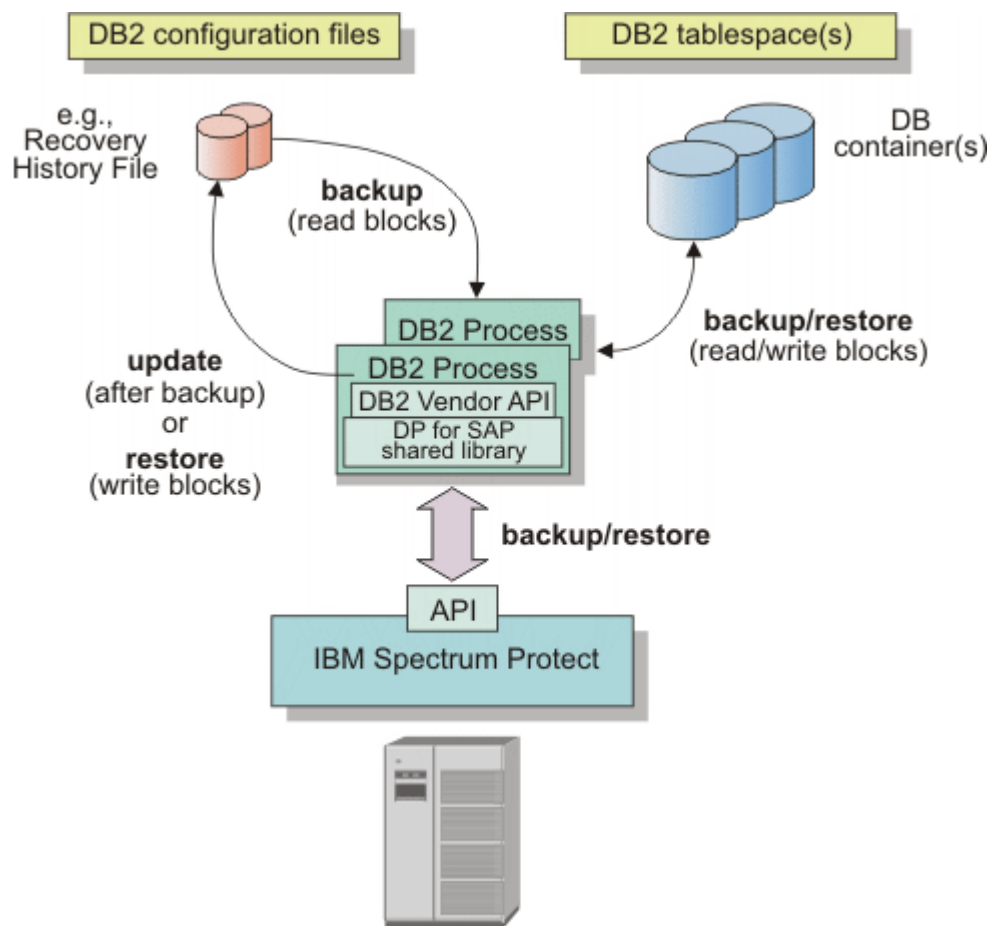 DB2 configuration files
DB2 tablespace(s)
e.g.,
Recovery
History File
DB
container(s)
backup
(read blocks)
DB2 Process
DB2 Process
DB2 Vendor API
DP for SAP
shared library
backup/restore
(read/write blocks)
update
(after backup)
or
restore
(write blocks)
backup/restore
API
IBM Spectrum Protect